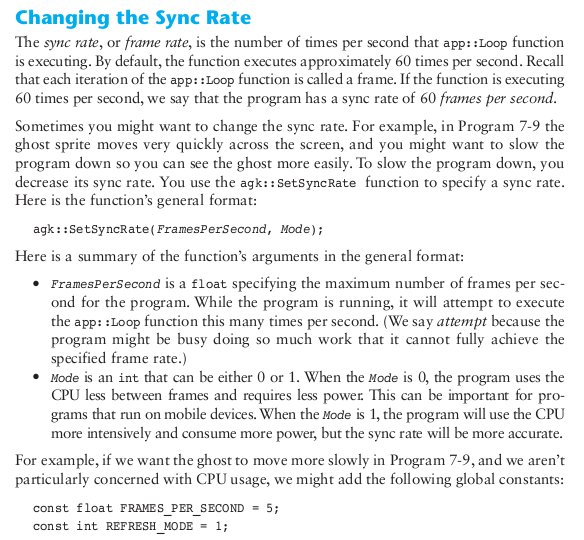 Changing the Sync Rate
The sync rate, or frame rate, is the number of times per second that app::Loop function
is executing. By default, the function executes approximately 60 times per second. Recall
that each iteration of the app::Loop function is called a frame. If the function is executing
60 times per second, we say that the program has a sync rate of 60 frames per second.
Sometimes you might want to change the sync rate. For example, in Program 7-9 the
ghost sprite moves very quickly across the screen, and you might want to slow the
program down so you can see the ghost more easily. To slow the program down, you
decrease its sync rate. You use the agk::SetSyncRate function to specify a sync rate.
Here is the function's general format:
agk::SetSyncRate(FramesPerSecond, Mode);
Here is a summary of the function's arguments in the general format:
• FramesPerSecond is a float specifying the maximum number of frames per sec-
ond for the program. While the program is running, it will attempt to execute
the app::Loop function this many times per second. (We say attempt because the
program might be busy doing so much work that it cannot fully achieve the
specified frame rate.)
• Mode is an int that can be either 0 or 1. When the Mode is 0, the program uses the
CPU less between frames and requires less power. This can be important for pro-
grams that run on mobile devices. When the Mode is 1, the program will use the CPU
more intensively and consume more power, but the sync rate will be more accurate.
For example, if we want the ghost to move more slowly in Program 7-9, and we aren't
particularly concerned with CPU usage, we might add the following global constants:
const float FRAMES_PER_SECOND = 5;
const int REFRESH_MODE = 1;